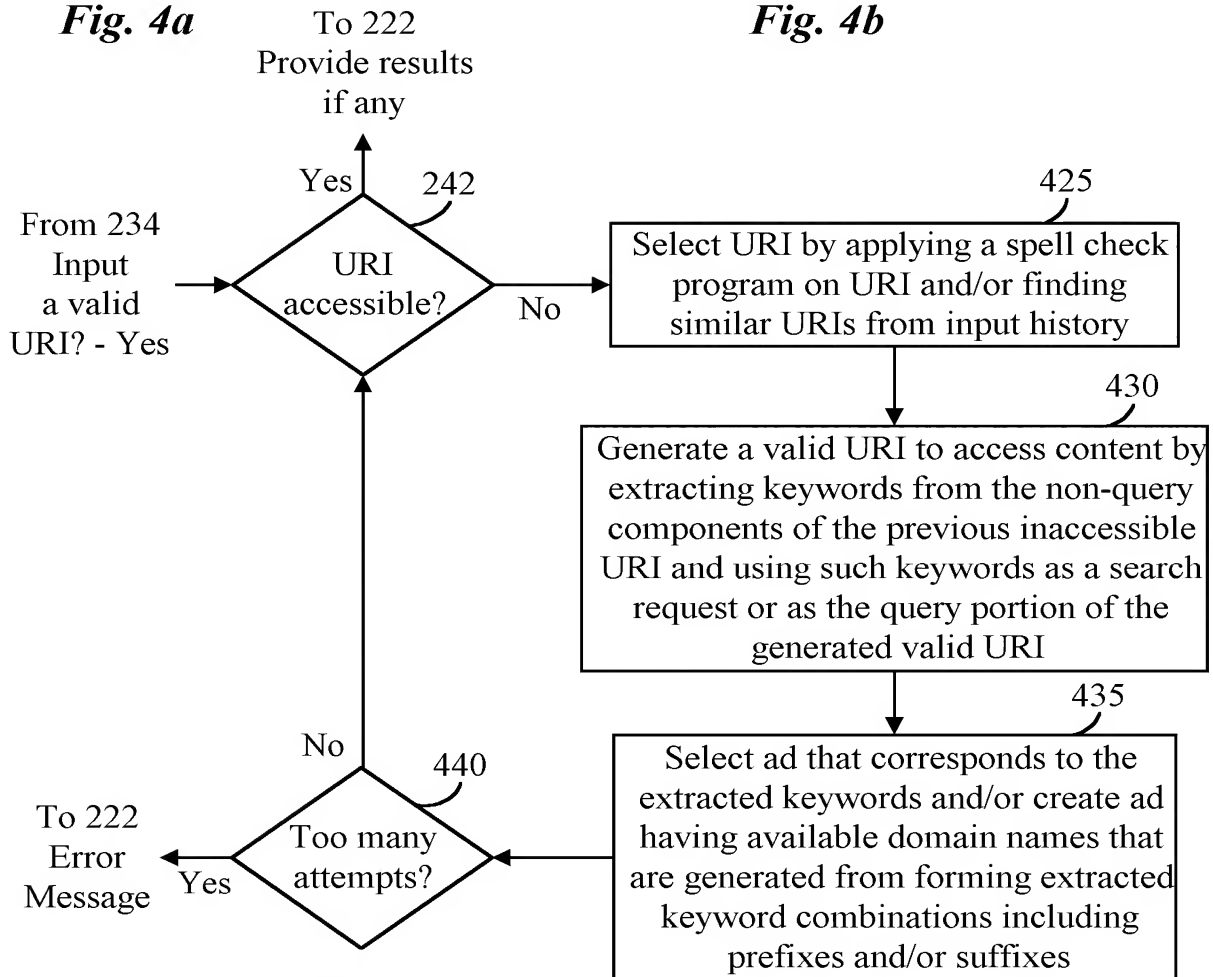 Fig. 4a
Fig. 4b
To 222
Provide results
if any
Yes
242
From 234
Input
a valid
URI? - Yes
URI
accessible?
No
425
Select URI by applying a spell check
program on URI and/or finding
similar URIs from input history
430
Generate a valid URI to access content by
extracting keywords from the non-query
components of the previous inaccessible
URI and using such keywords as a search
request or as the query portion of the
generated valid URI
435
Select ad that corresponds to the
extracted keywords and/or create ad
having available domain names that
are generated from forming extracted
keyword combinations including
prefixes and/or suffixes
No
440
Too many
attempts?
Yes
To 222
Error
Message